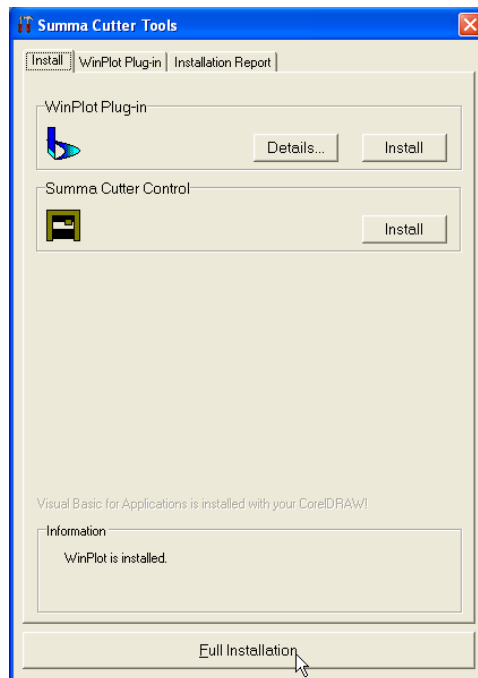 Summa Cutter Tools
Install WinPlot Plug-in Installation Report
WinPlot Plug-in
Details... Install
Summa Cutter Control
Install
Visual Basic for Applications is installed with your CorelDRAW!
Information
WinPlot is installed.
Full Installation